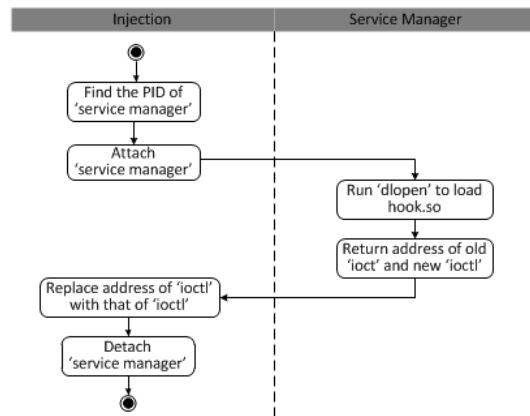 Injection
Service Manager
Find the PID of
‘service manager’
Attach
‘service manager’
Run ‘dlopen’ to load
hook.so
Return address of old
‘ioct’ and new ‘ioctl’
Replace address of ‘ioctl’
with that of ‘ioctl’
Detach
‘service manager’